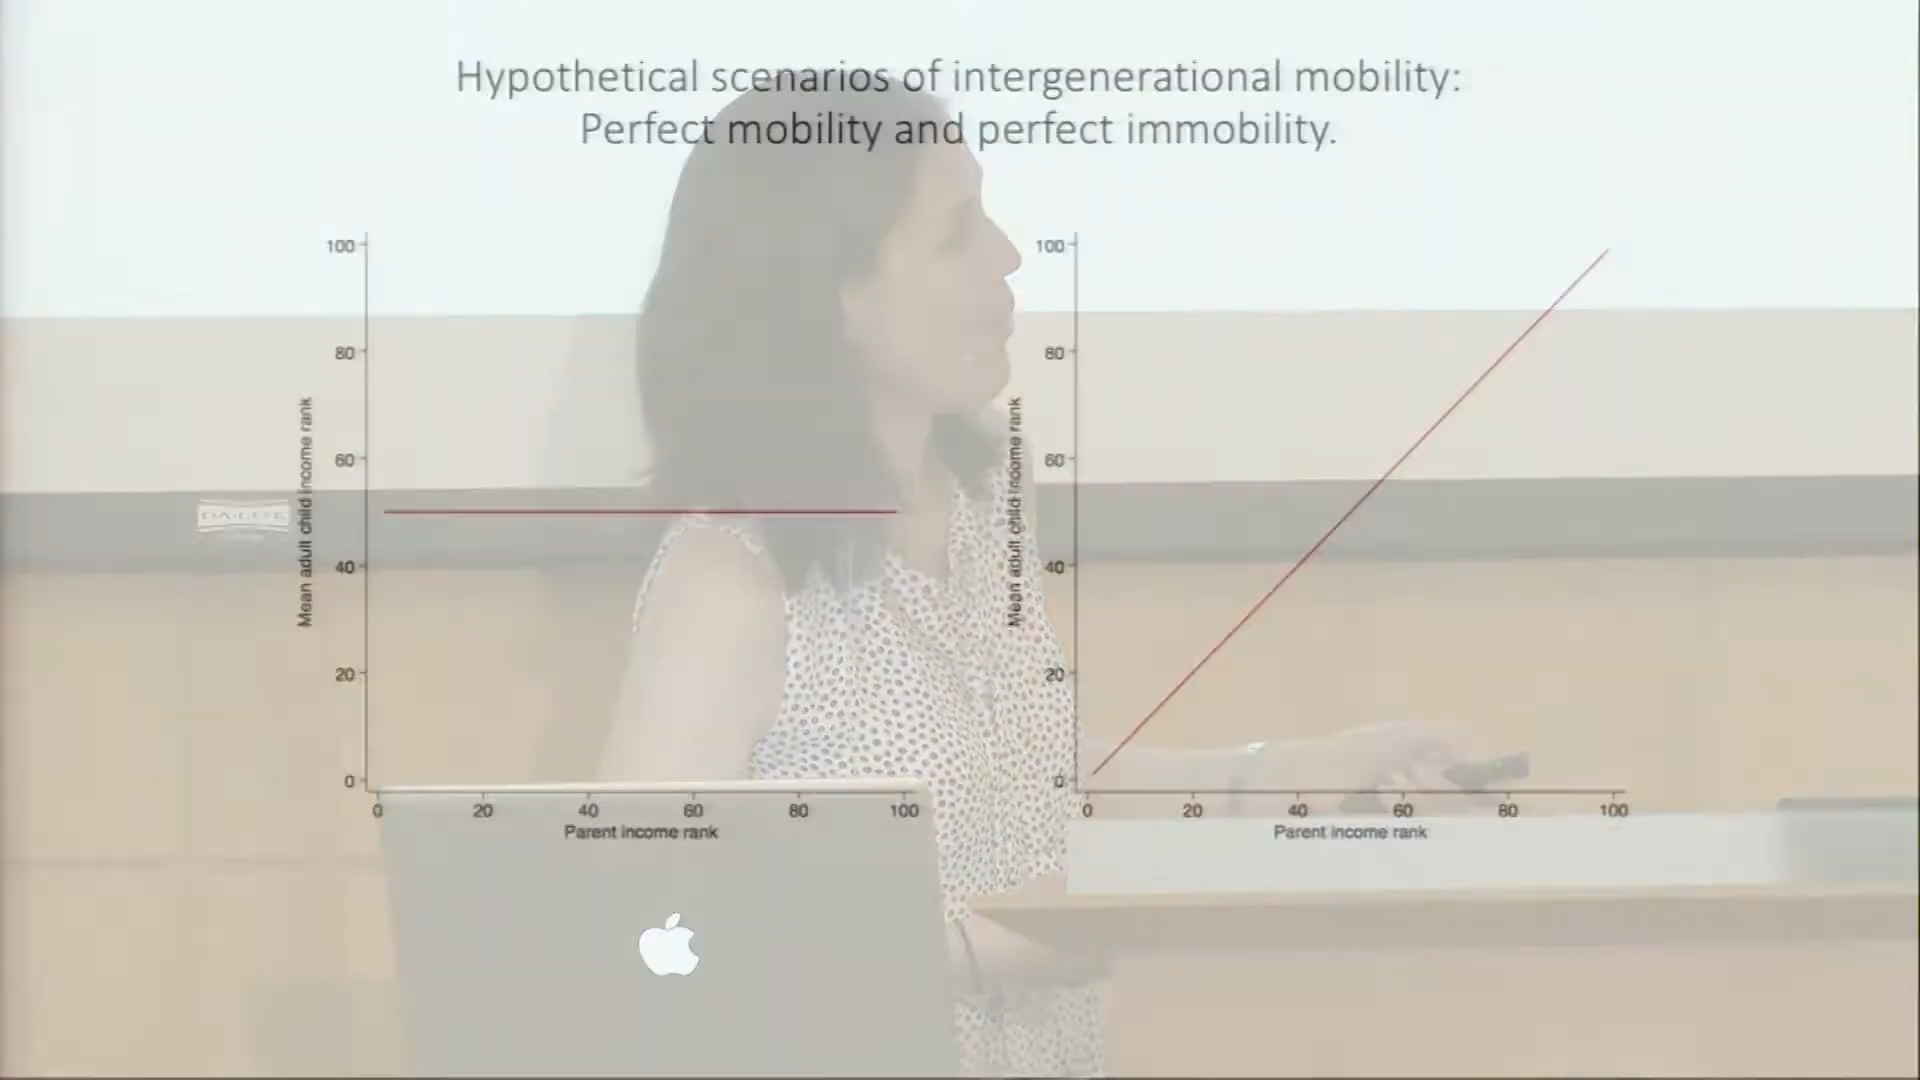 Hypothetical scenarios of intergenerational mobility:
Perfect mobility and perfect immobility.
100
80
60
40
20
0
Mean adult child income rank
0 20 40 60 80 100
Parent income rank
100
80
60
40
20
0
Mean adult child income rank
0 20 40 60 80 100
Parent income rank
DA-LITE